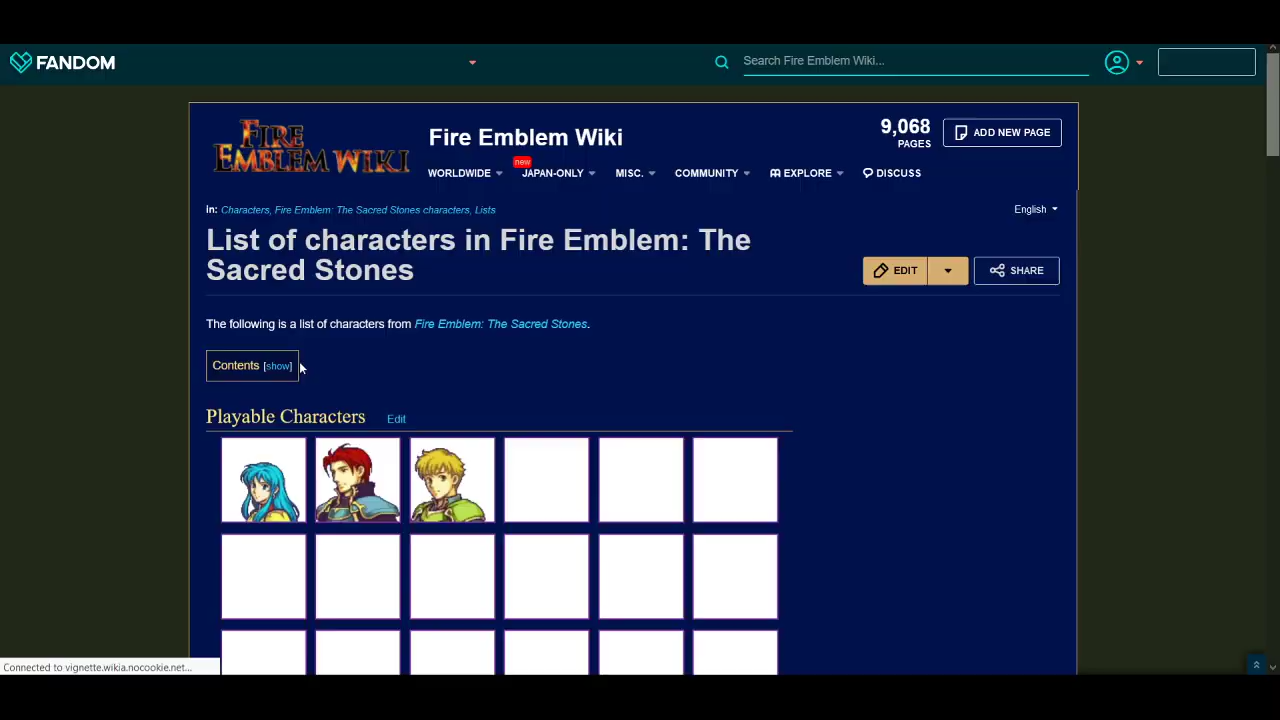 FANDOM
Search Fire Emblem Wiki...
FIRE EMBLEM WIKI
Fire Emblem Wiki
9,068 PAGES
ADD NEW PAGE
new
WORLDWIDE JAPAN-ONLY MISC. COMMUNITY EXPLORE DISCUSS
In: Characters, Fire Emblem: The Sacred Stones characters, Lists
English
List of characters in Fire Emblem: The
Sacred Stones
EDIT
SHARE
The following is a list of characters from Fire Emblem: The Sacred Stones.
Contents [show]
Playable Characters Edit
Connected to vignette.wikia.nocookie.net...